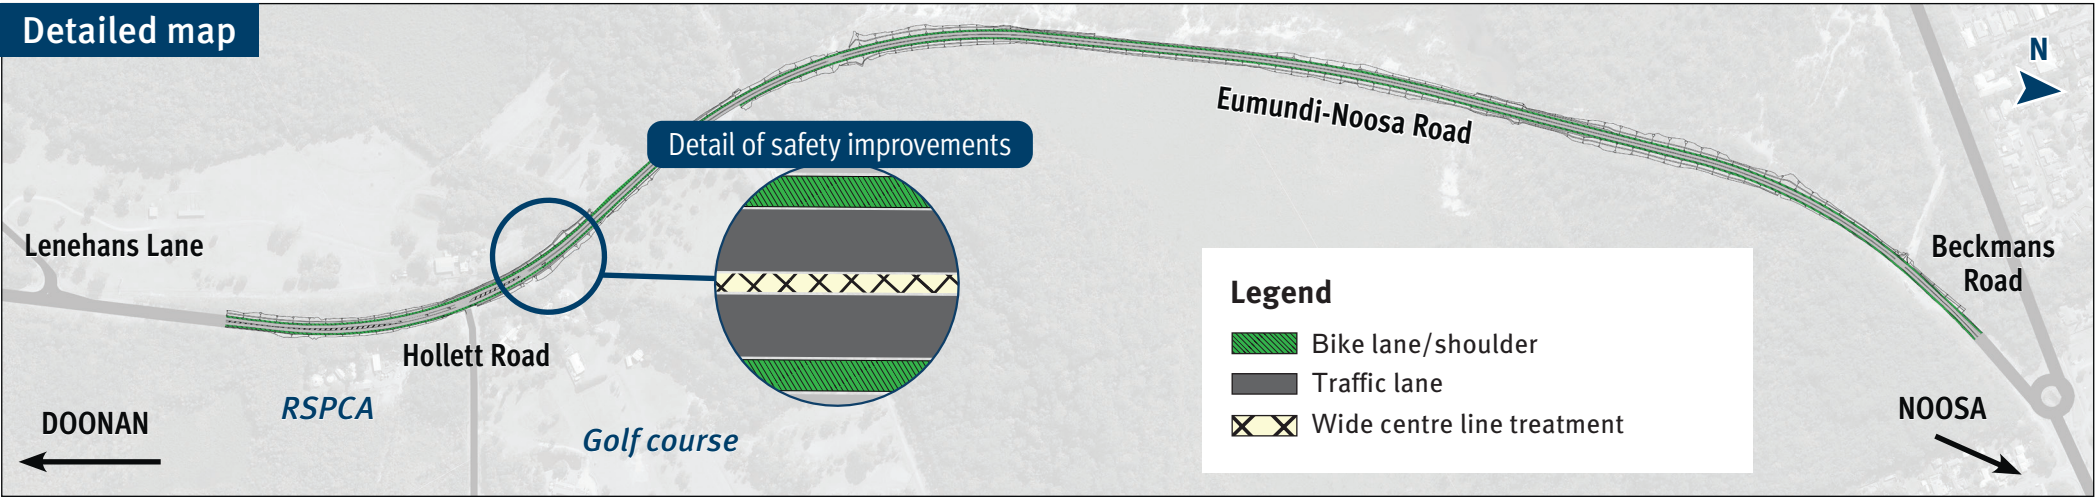 Detailed map
N
Eumundi-Noosa Road
Detail of safety improvements
Lenehans Lane
Beckmans
Road
Hollett Road
RSPCA
DOONAN
Golf course
Legend
Bike lane/shoulder
Traffic lane
Wide centre line treatment
NOOSA